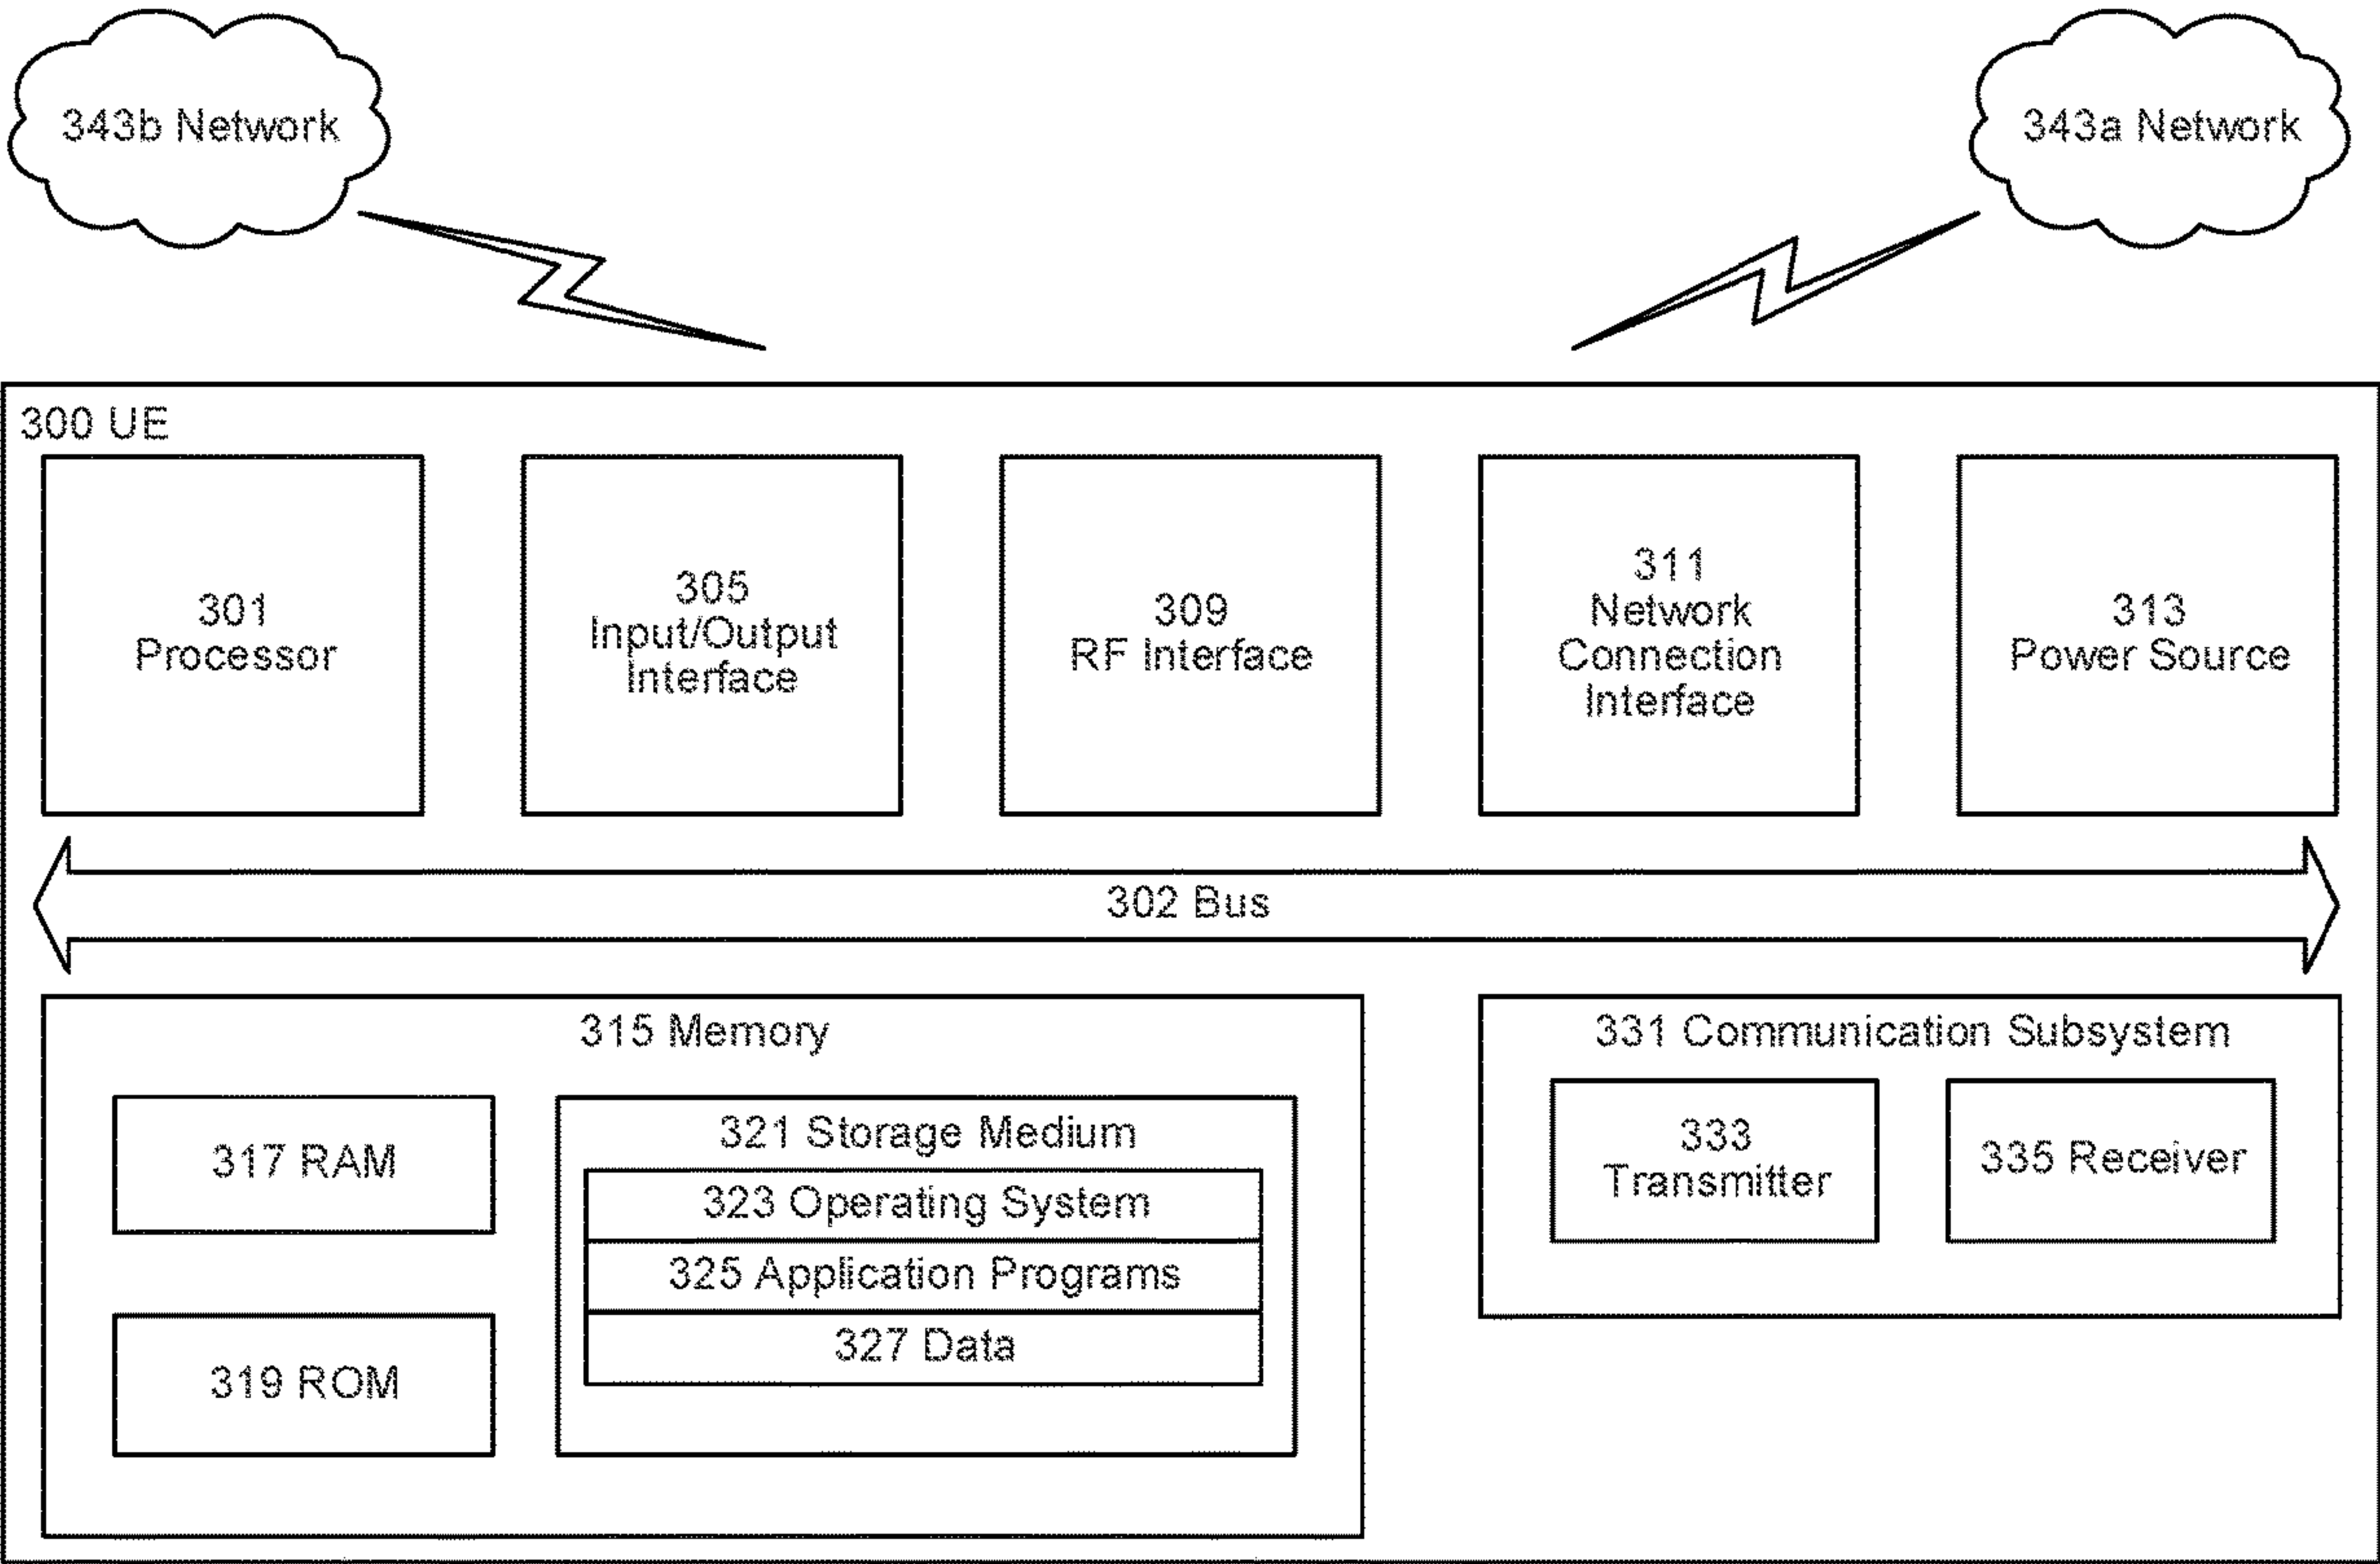 343b Network
343a Network
300 UE
301
Processor
305
Input/Output
Interface
309
RF Interface
311
Network
Connection
Interface
313
Power Source
302 Bus
315 Memory
317 RAM
319 ROM
321 Storage Medium
323 Operating System
325 Application Programs
327 Data
331 Communication Subsystem
333
Transmitter
335 Receiver